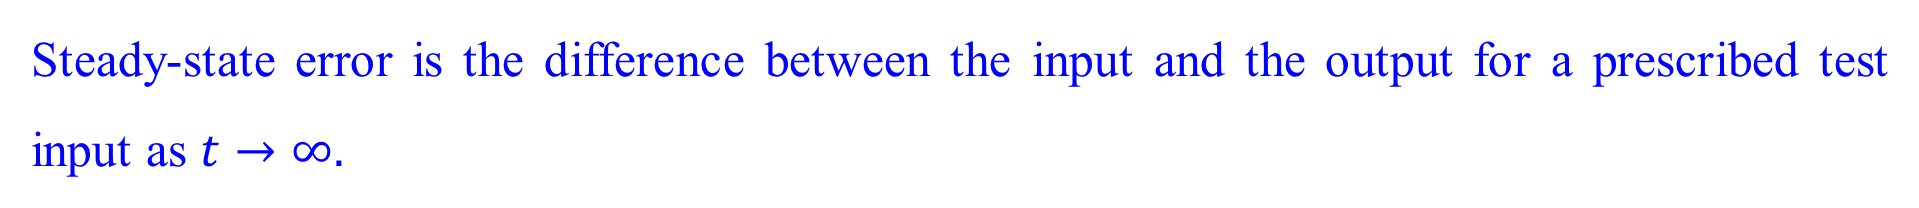 Steady-state error is the difference between the input and the output for a prescribed test
input as t → ∞.